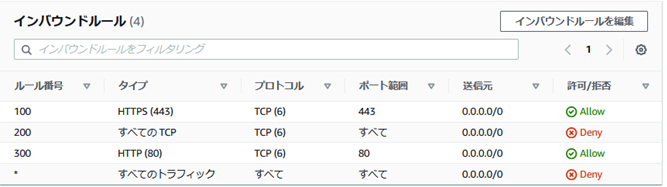 インバウンドルール (4)
インバウンドルールを編集
インバウンドルールをフィルタリング
1
ルール番号 タイプ プロトコル ポート範囲 送信元 許可/拒否
100 HTTPS (443) TCP (6) 443 0.0.0.0/0 Allow
200 すべての TCP TCP (6) すべて 0.0.0.0/0 Deny
300 HTTP (80) TCP (6) 80 0.0.0.0/0 Allow
* すべてのトラフィック すべて すべて 0.0.0.0/0 Deny